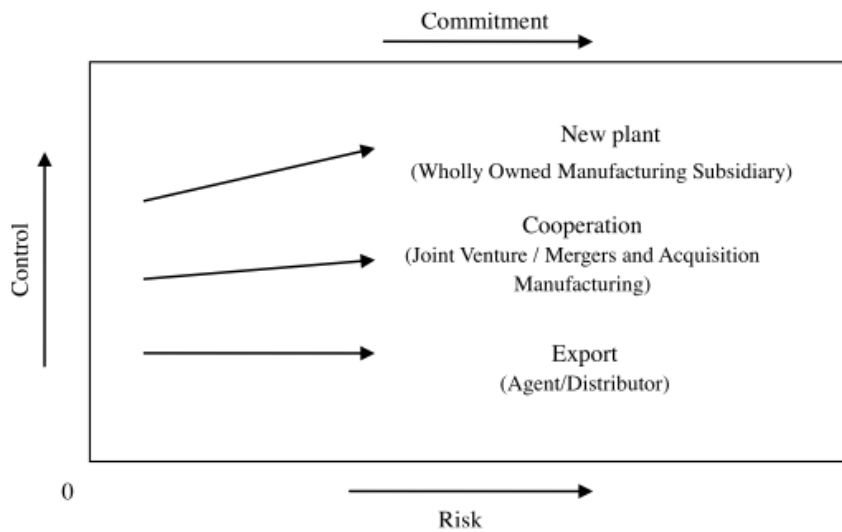 Commitment
New plant
(Wholly Owned Manufacturing Subsidiary)
Control
Cooperation
(Joint Venture / Mergers and Acquisition
Manufacturing)
Export
(Agent/Distributor)
0
Risk